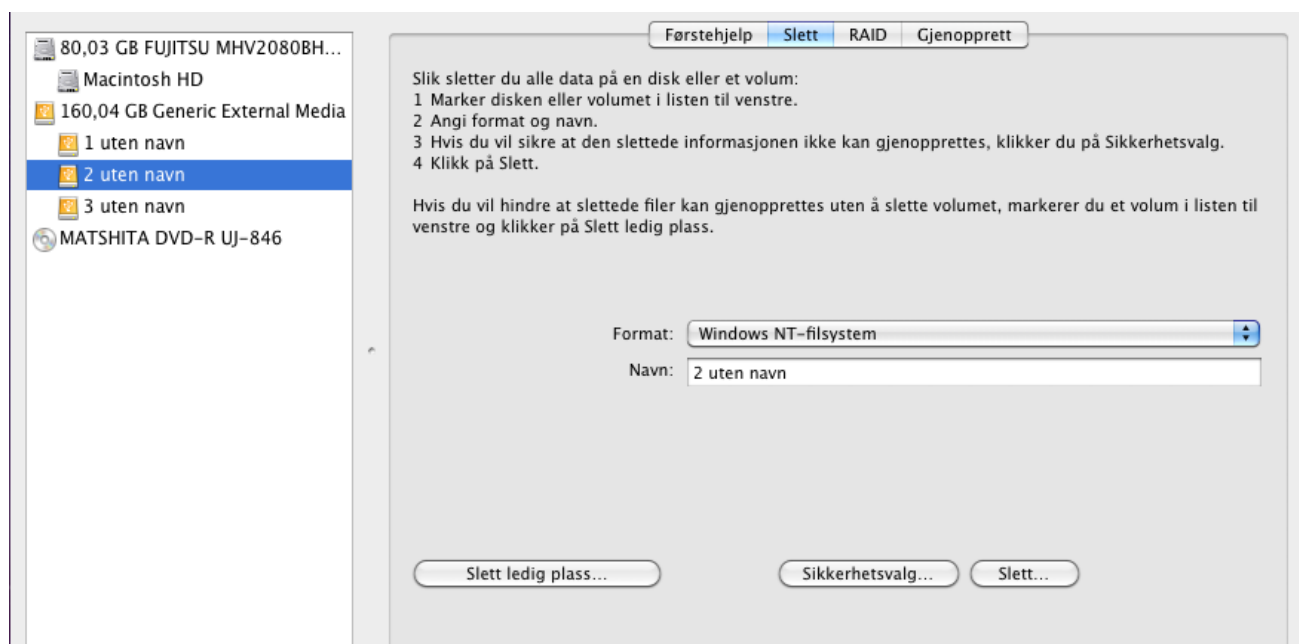 80,03 GB FUJITSU MHV2080BH...
Macintosh HD
160,04 GB Generic External Media
1 uten navn
2 uten navn
3 uten navn
MATSHITA DVD-R UJ-846
Førstehjelp Slett RAID Gjenopprett
Slik sletter du alle data på en disk eller et volum:
1 Marker disken eller volumet i listen til venstre.
2 Angi format og navn.
3 Hvis du vil sikre at den slettede informasjonen ikke kan gjenopprettes, klikker du på Sikkerhetsvalg.
4 Klikk på Slett.
Hvis du vil hindre at slettede filer kan gjenopprettes uten å slette volumet, markerer du et volum i listen til
venstre og klikker på Slett ledig plass.
Format: Windows NT-filsystem
Navn: 2 uten navn
Slett ledig plass... Sikkerhetsvalg... Slett...